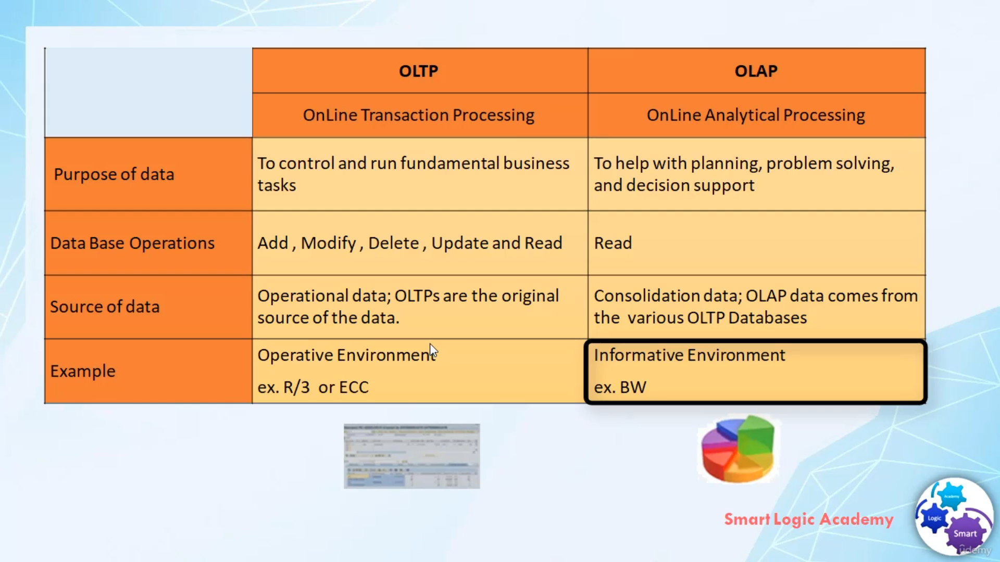 OLTP
OLAP
OnLine Transaction Processing
OnLine Analytical Processing
Purpose of data
To control and run fundamental business
tasks
To help with planning, problem solving,
and decision support
Data Base Operations
Add , Modify , Delete , Update and Read
Read
Source of data
Operational data; OLTPs are the original
source of the data.
Consolidation data; OLAP data comes from
the various OLTP Databases
Example
Operative Environment
ex. R/3 or ECC
Informative Environment
ex. BW
Smart Logic Academy
Academy
Logic
Smart
ûdemy